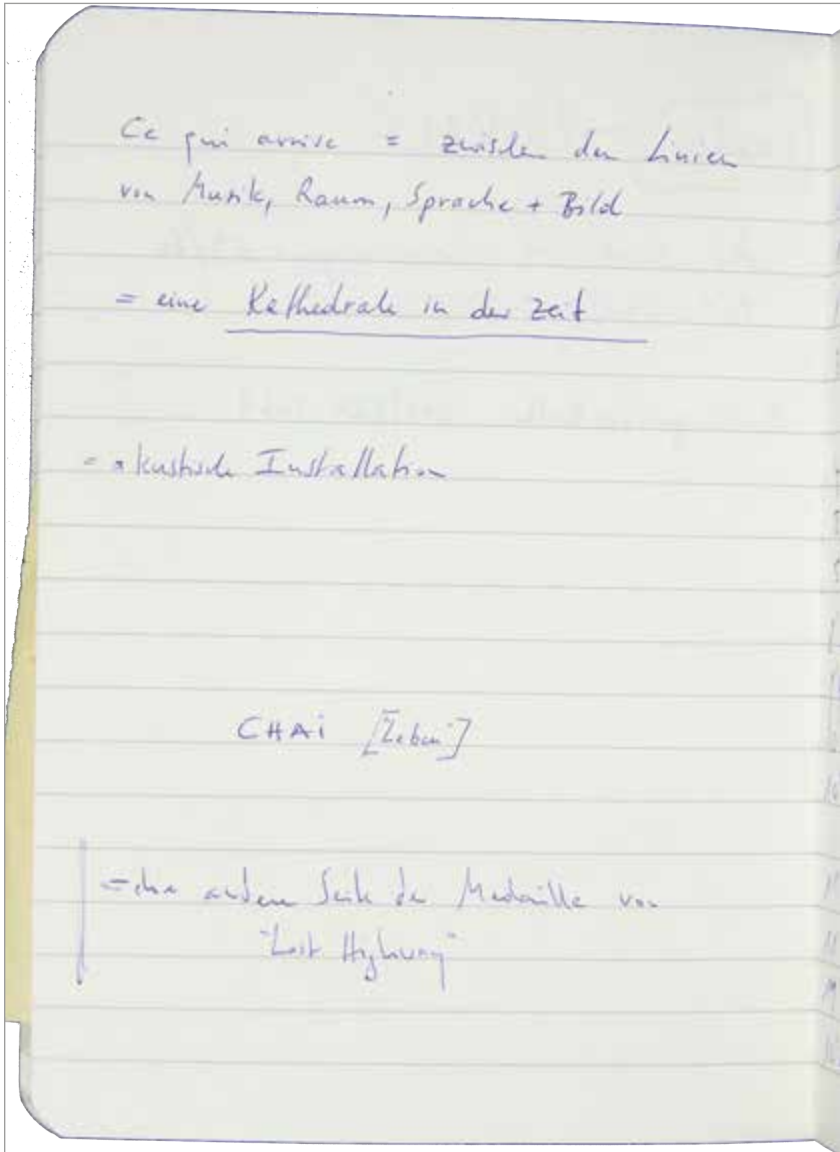 Ce qui arrive = zwischen den Linien
von Musik, Raum, Sprache + Bild
= eine Kathedrale in der Zeit
= akustische Installation
CHAi [Leben]
= die andere Seite der Medaille von
"Lost Highway"